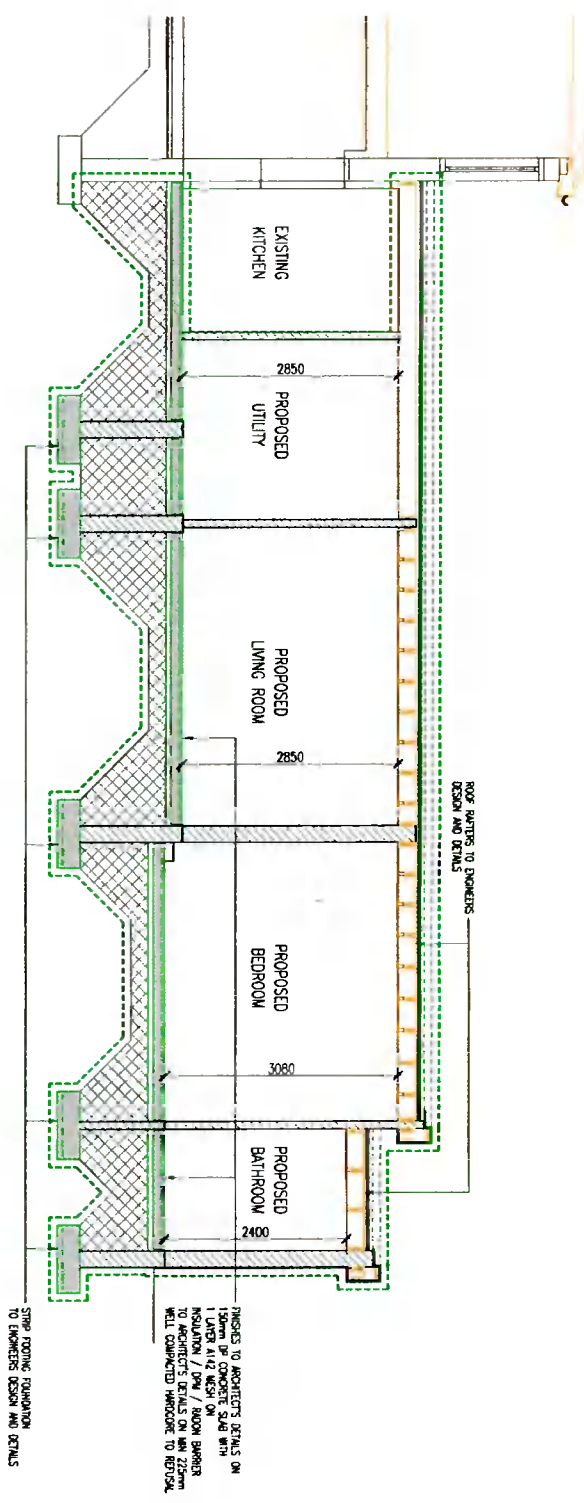 EXISTING
KITCHEN
2850
PROPOSED
UTILITY
PROPOSED
LIVING ROOM
2850
ROOF RAFTERS TO ENGINEERS
DESIGN AND DETAILS
PROPOSED
BEDROOM
3080
PROPOSED
BATHROOM
2400
FINISHES TO ARCHITECT'S DETAILS ON
150mm DP CONCRETE SLAB WITH
1 LAYER A142 MESH ON
INSULATION / DPM / RADON BARRIER
TO ARCHITECT'S DETAILS ON MIN 225mm
WELL COMPACTED HARDCORE TO REFUSAL
STRIP FOOTING FOUNDATION
TO ENGINEERS DESIGN AND DETAILS